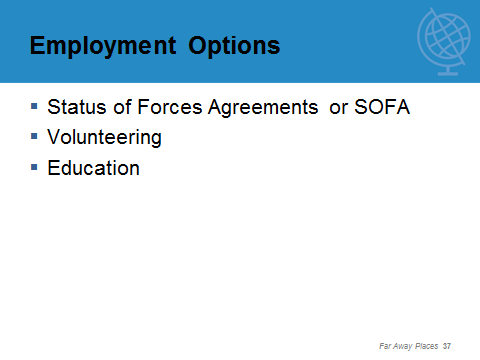 Employment Options
▪ Status of Forces Agreements or SOFA
▪ Volunteering
▪ Education
Far Away Places 37